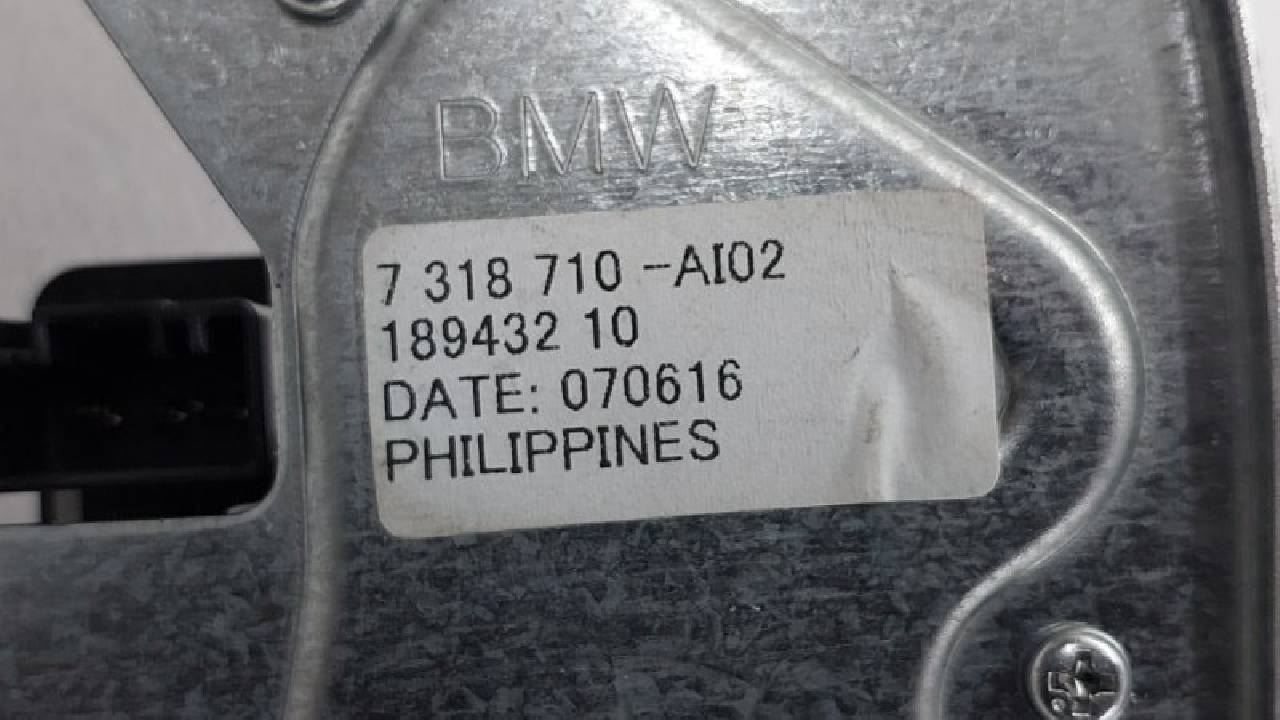 BMW
7 318 710 -AI02
189432 10
DATE: 070616
PHILIPPINES